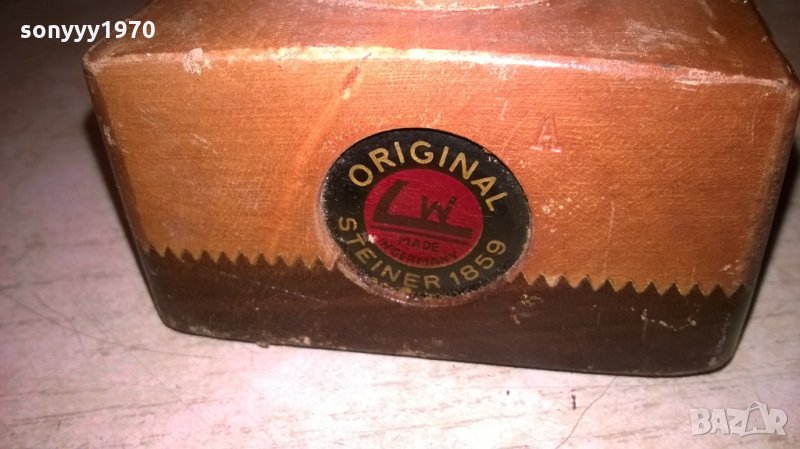 sonyyy1970
A
ORIGINAL
LW
MADE
IN GERMANY
STEINER 1859
BAZAR